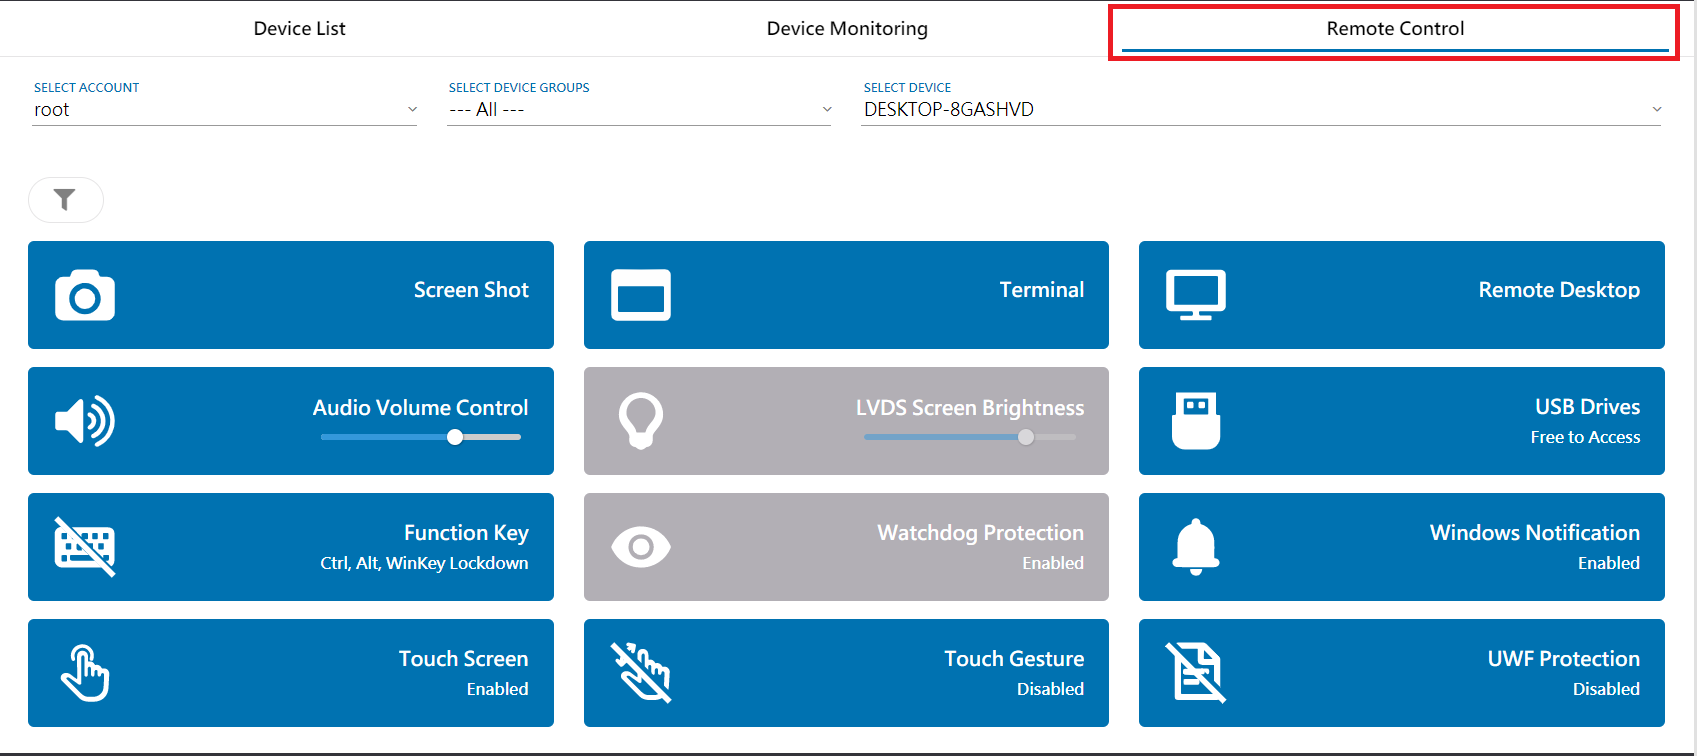 Device List
Device Monitoring
Remote Control
SELECT ACCOUNT
root
SELECT DEVICE GROUPS
--- All ---
SELECT DEVICE
DESKTOP-8GASHVD
Screen Shot
Terminal
Remote Desktop
Audio Volume Control
LVDS Screen Brightness
USB Drives
Free to Access
Function Key
Ctrl, Alt, WinKey Lockdown
Watchdog Protection
Enabled
Windows Notification
Enabled
Touch Screen
Enabled
Touch Gesture
Disabled
UWF Protection
Disabled